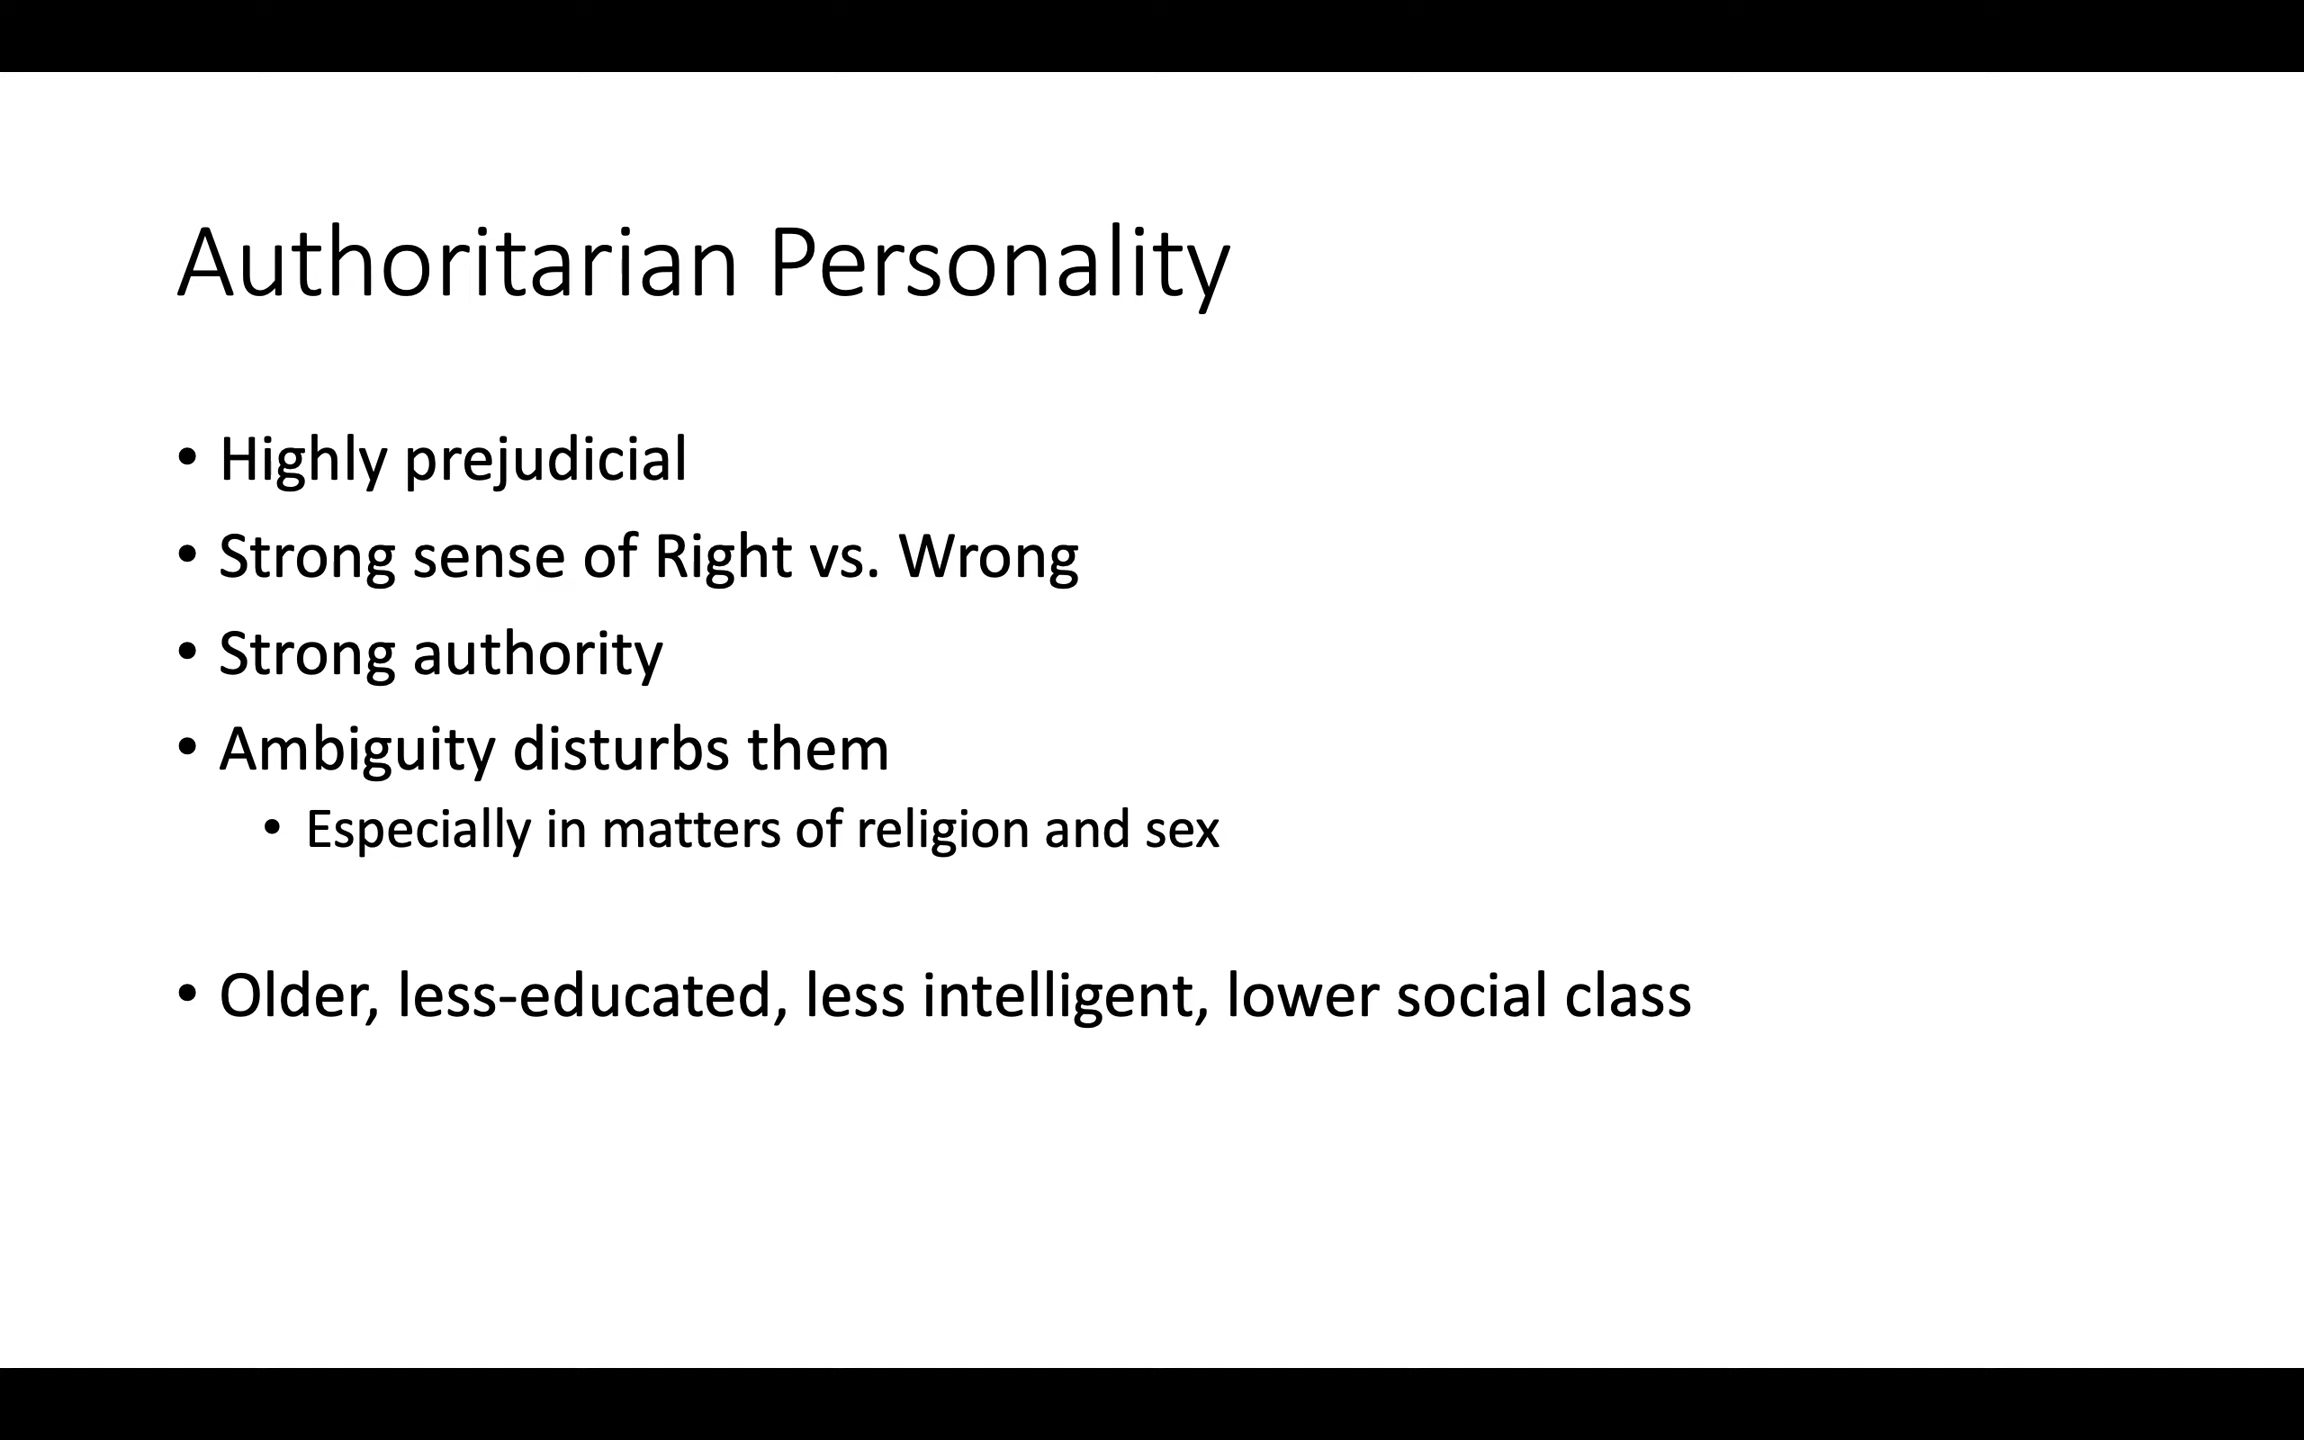 Authoritarian Personality
• Highly prejudicial
• Strong sense of Right vs. Wrong
• Strong authority
• Ambiguity disturbs them
• Especially in matters of religion and sex
• Older, less-educated, less intelligent, lower social class